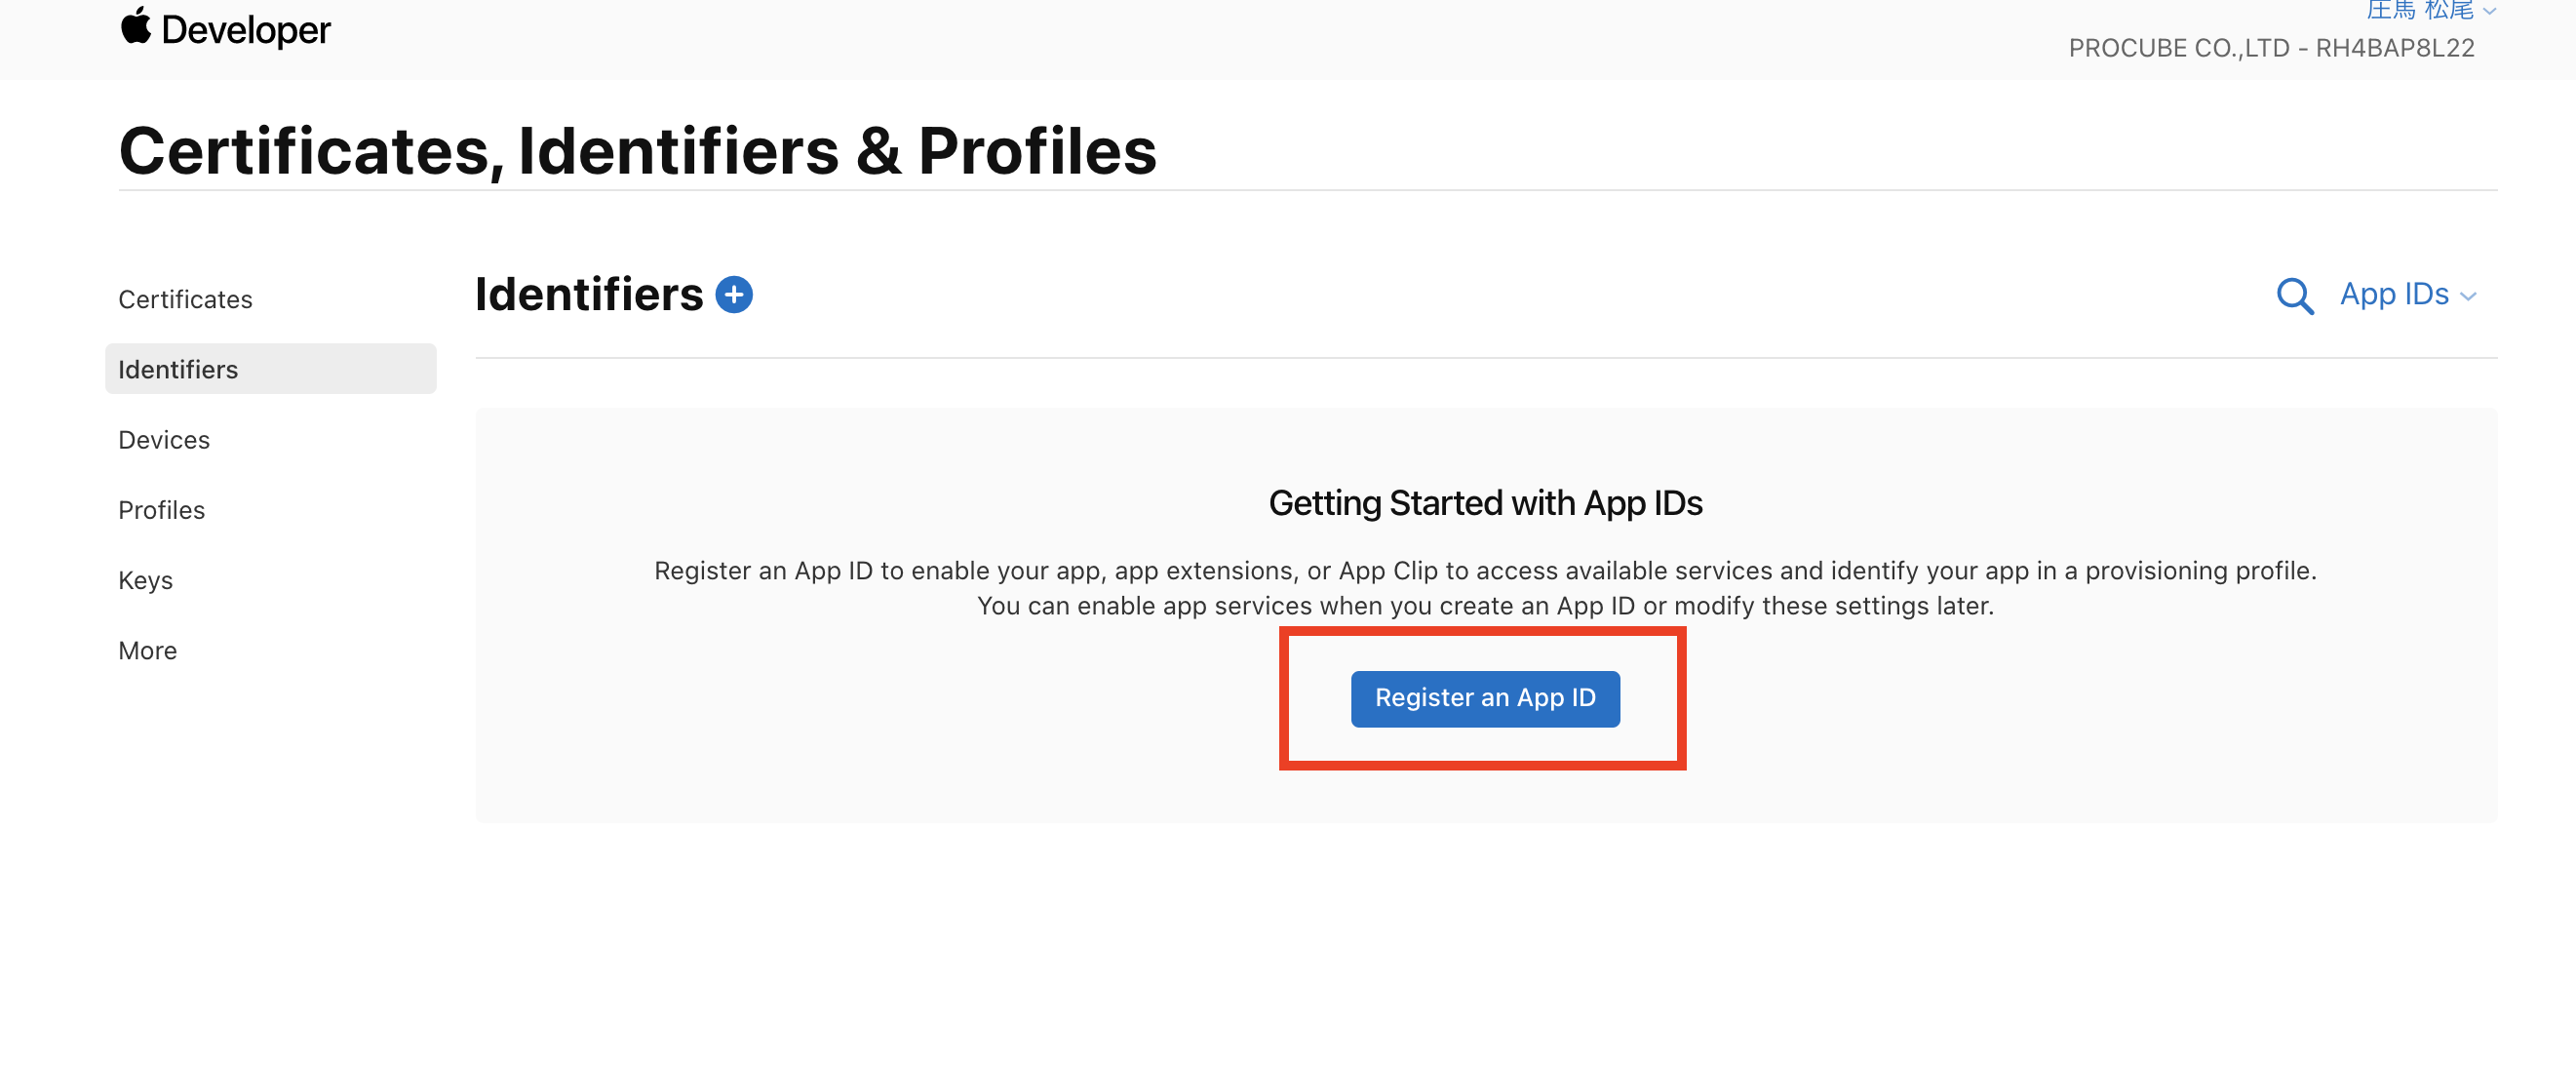 Developer
庄馬 松尾
PROCUBE CO.,LTD - RH4BAP8L22
Certificates, Identifiers & Profiles
Certificates
Identifiers
Devices
Profiles
Keys
More
Identifiers
App IDs
Getting Started with App IDs
Register an App ID to enable your app, app extensions, or App Clip to access available services and identify your app in a provisioning profile.
You can enable app services when you create an App ID or modify these settings later.
Register an App ID